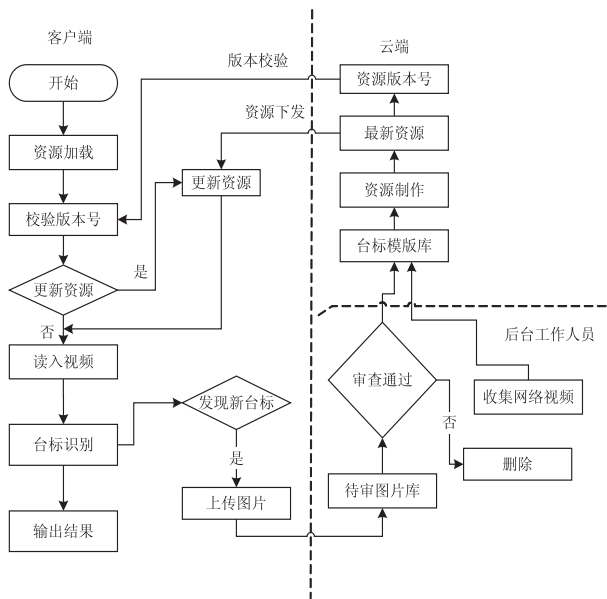 客户端
云端
开始
版本校验
资源版本号
资源下发
最新资源
资源加载
更新资源
资源制作
校验版本号
台标模版库
更新资源
是
否
读入视频
后台工作人员
发现新台标
审查通过
收集网络视频
台标识别
是
否
删除
上传图片
待审图片库
输出结果